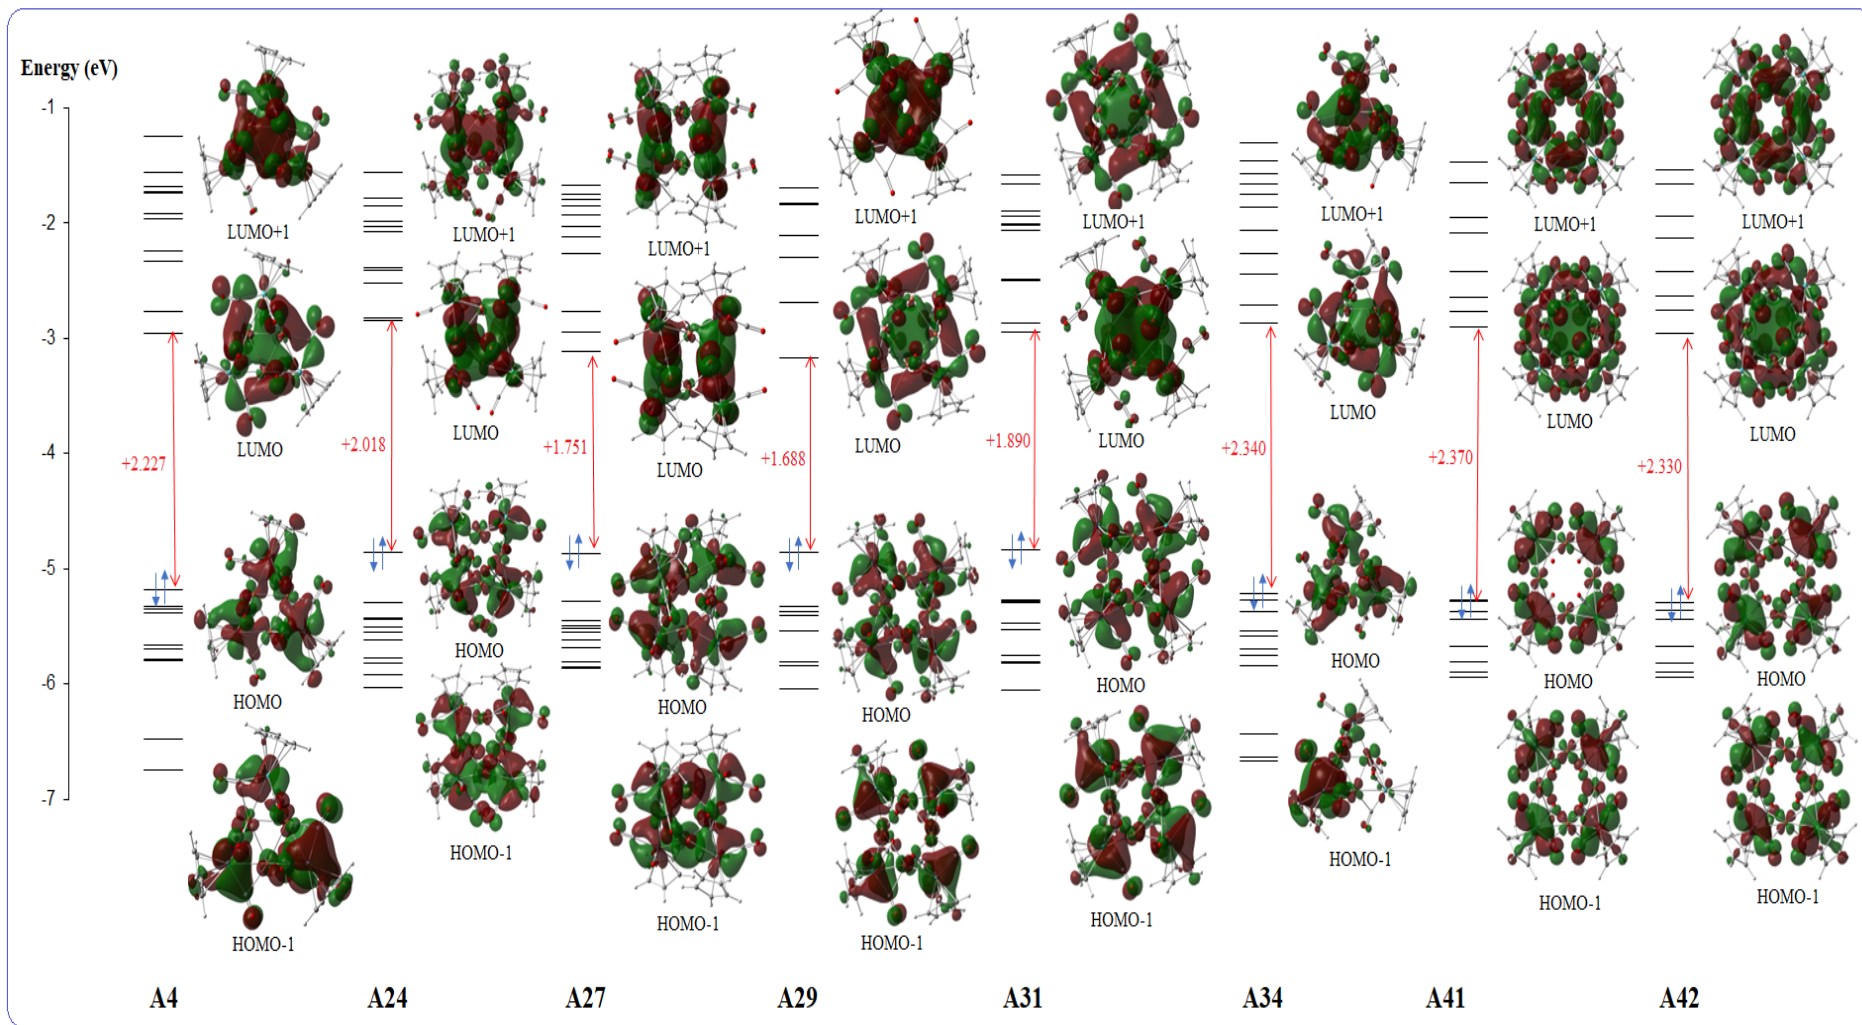 Energy (eV)
-1
-2
-3
-4
-5
-6
-7
LUMO+1
LUMO
+2.227
HOMO
HOMO-1
A4
LUMO+1
LUMO
+2.018
HOMO
HOMO-1
A24
LUMO+1
LUMO
+1.751
HOMO
HOMO-1
A27
LUMO+1
LUMO
+1.688
HOMO
HOMO-1
A29
LUMO+1
LUMO
+1.890
HOMO
HOMO-1
A31
LUMO+1
LUMO
+2.340
HOMO
HOMO-1
A34
LUMO+1
LUMO
+2.370
HOMO
HOMO-1
A41
LUMO+1
LUMO
+2.330
HOMO
HOMO-1
A42